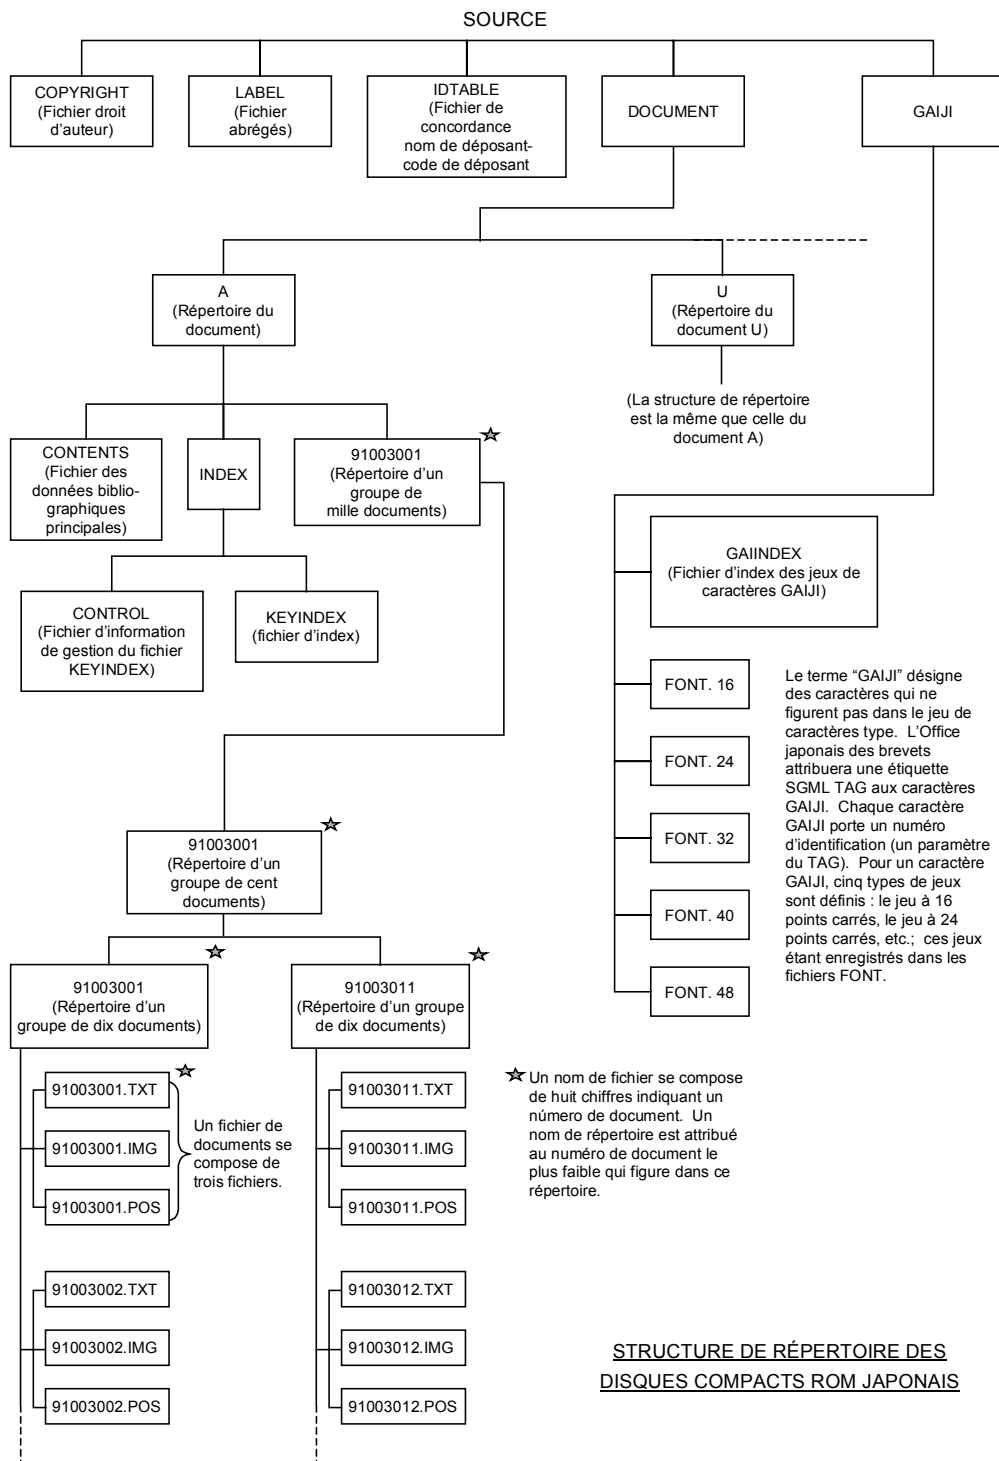 SOURCE
COPYRIGHT
(Fichier droit
d'auteur)
LABEL
(Fichier
abrégés)
IDTABLE
(Fichier de
concordance
nom de déposant-
code de déposant
DOCUMENT
GAIJI
A
(Répertoire du
document)
U
(Répertoire du
document U)
(La structure de répertoire
est la même que celle du
document A)
CONTENTS
(Fichier des
données biblio-
graphiques
principales)
INDEX
91003001
(Répertoire d'un
groupe de
mille documents)
CONTROL
(Fichier d'information
de gestion du fichier
KEYINDEX)
KEYINDEX
(fichier d'index)
GAIINDEX
(Fichier d'index des jeux de
caractères GAIJI)
FONT. 16
FONT. 24
FONT. 32
FONT. 40
FONT. 48
Le terme “GAIJI” désigne
des caractères qui ne
figurent pas dans le jeu de
caractères type. L'Office
japonais des brevets
attribuera une étiquette
SGML TAG aux caractères
GAIJI. Chaque caractère
GAIJI porte un numéro
d'identification (un paramètre
du TAG). Pour un caractère
GAIJI, cinq types de jeux
sont définis : le jeu à 16
points carrés, le jeu à 24
points carrés, etc.; ces jeux
étant enregistrés dans les
fichiers FONT.
91003001
(Répertoire d'un
groupe de cent
documents)
91003001
(Répertoire d'un
groupe de dix documents)
91003011
(Répertoire d'un groupe
de dix documents)
91003001.TXT
91003001.IMG
91003001.POS
Un fichier de
documents se
compose de
trois fichiers.
91003002.TXT
91003002.IMG
91003002.POS
91003011.TXT
91003011.IMG
91003011.POS
91003012.TXT
91003012.IMG
91003012.POS
Un nom de fichier se compose
de huit chiffres indiquant un
número de document. Un
nom de répertoire est attribué
au numéro de document le
plus faible qui figure dans ce
répertoire.
STRUCTURE DE RÉPERTOIRE DES
DISQUES COMPACTS ROM JAPONAIS